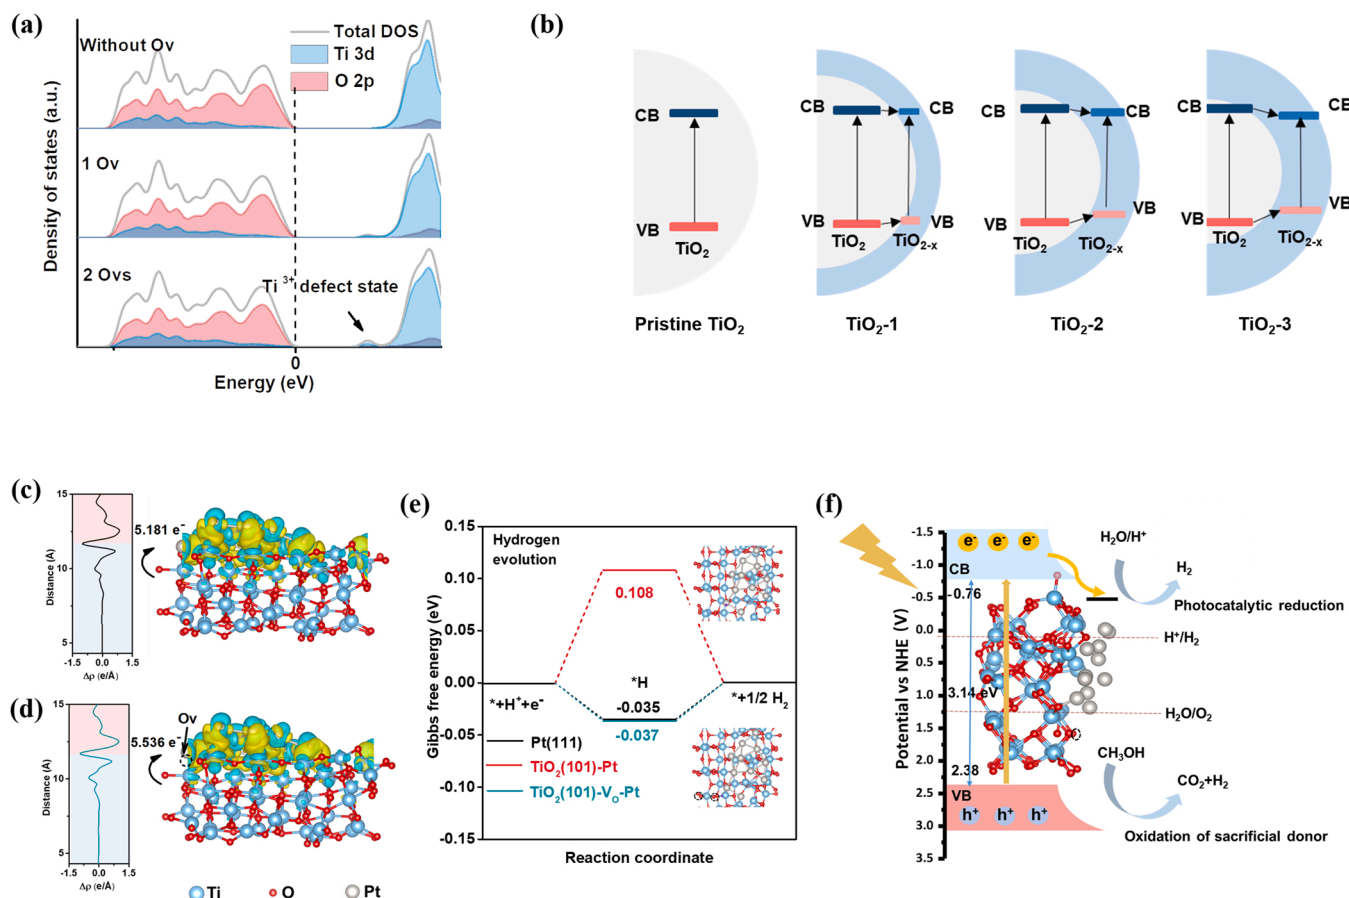 (a)
Without Ov
Total DOS
Ti 3d
O 2p
1 Ov
2 Ovs
Ti ³⁺ defect state
Density of states (a.u.)
0
Energy (eV)
(b)
CB
VB
TiO₂
Pristine TiO₂
CB
CB
VB
VB
TiO₂
TiO₂₋ₓ
TiO₂-1
CB
CB
VB
VB
TiO₂
TiO₂₋ₓ
TiO₂-2
CB
CB
VB
VB
TiO₂
TiO₂₋ₓ
TiO₂-3
(c)
15
10
5
Distance (Å)
-1.5
0.0
1.5
Δρ (e/Å)
5.181 e⁻
(d)
15
10
5
Distance (Å)
-1.5
0.0
1.5
Δρ (e/Å)
Ov
5.536 e⁻
Ti
O
Pt
(e)
0.15
0.10
0.05
0.00
-0.05
-0.10
-0.15
Gibbs free energy (eV)
Hydrogen
evolution
0.108
*H
*+H⁺+e⁻
-0.035
*+1/2 H₂
-0.037
Pt(111)
TiO₂(101)-Pt
TiO₂(101)-V_O-Pt
Reaction coordinate
(f)
-1.5
-1.0
-0.5
0.0
0.5
1.0
1.5
2.0
2.5
3.0
3.5
Potential vs NHE (V)
e⁻ e⁻ e⁻
CB
-0.76
3.14 eV
2.38
VB
h⁺ h⁺ h⁺
H₂O/H⁺
H₂
Photocatalytic reduction
H⁺/H₂
H₂O/O₂
CH₃OH
CO₂+H₂
Oxidation of sacrificial donor